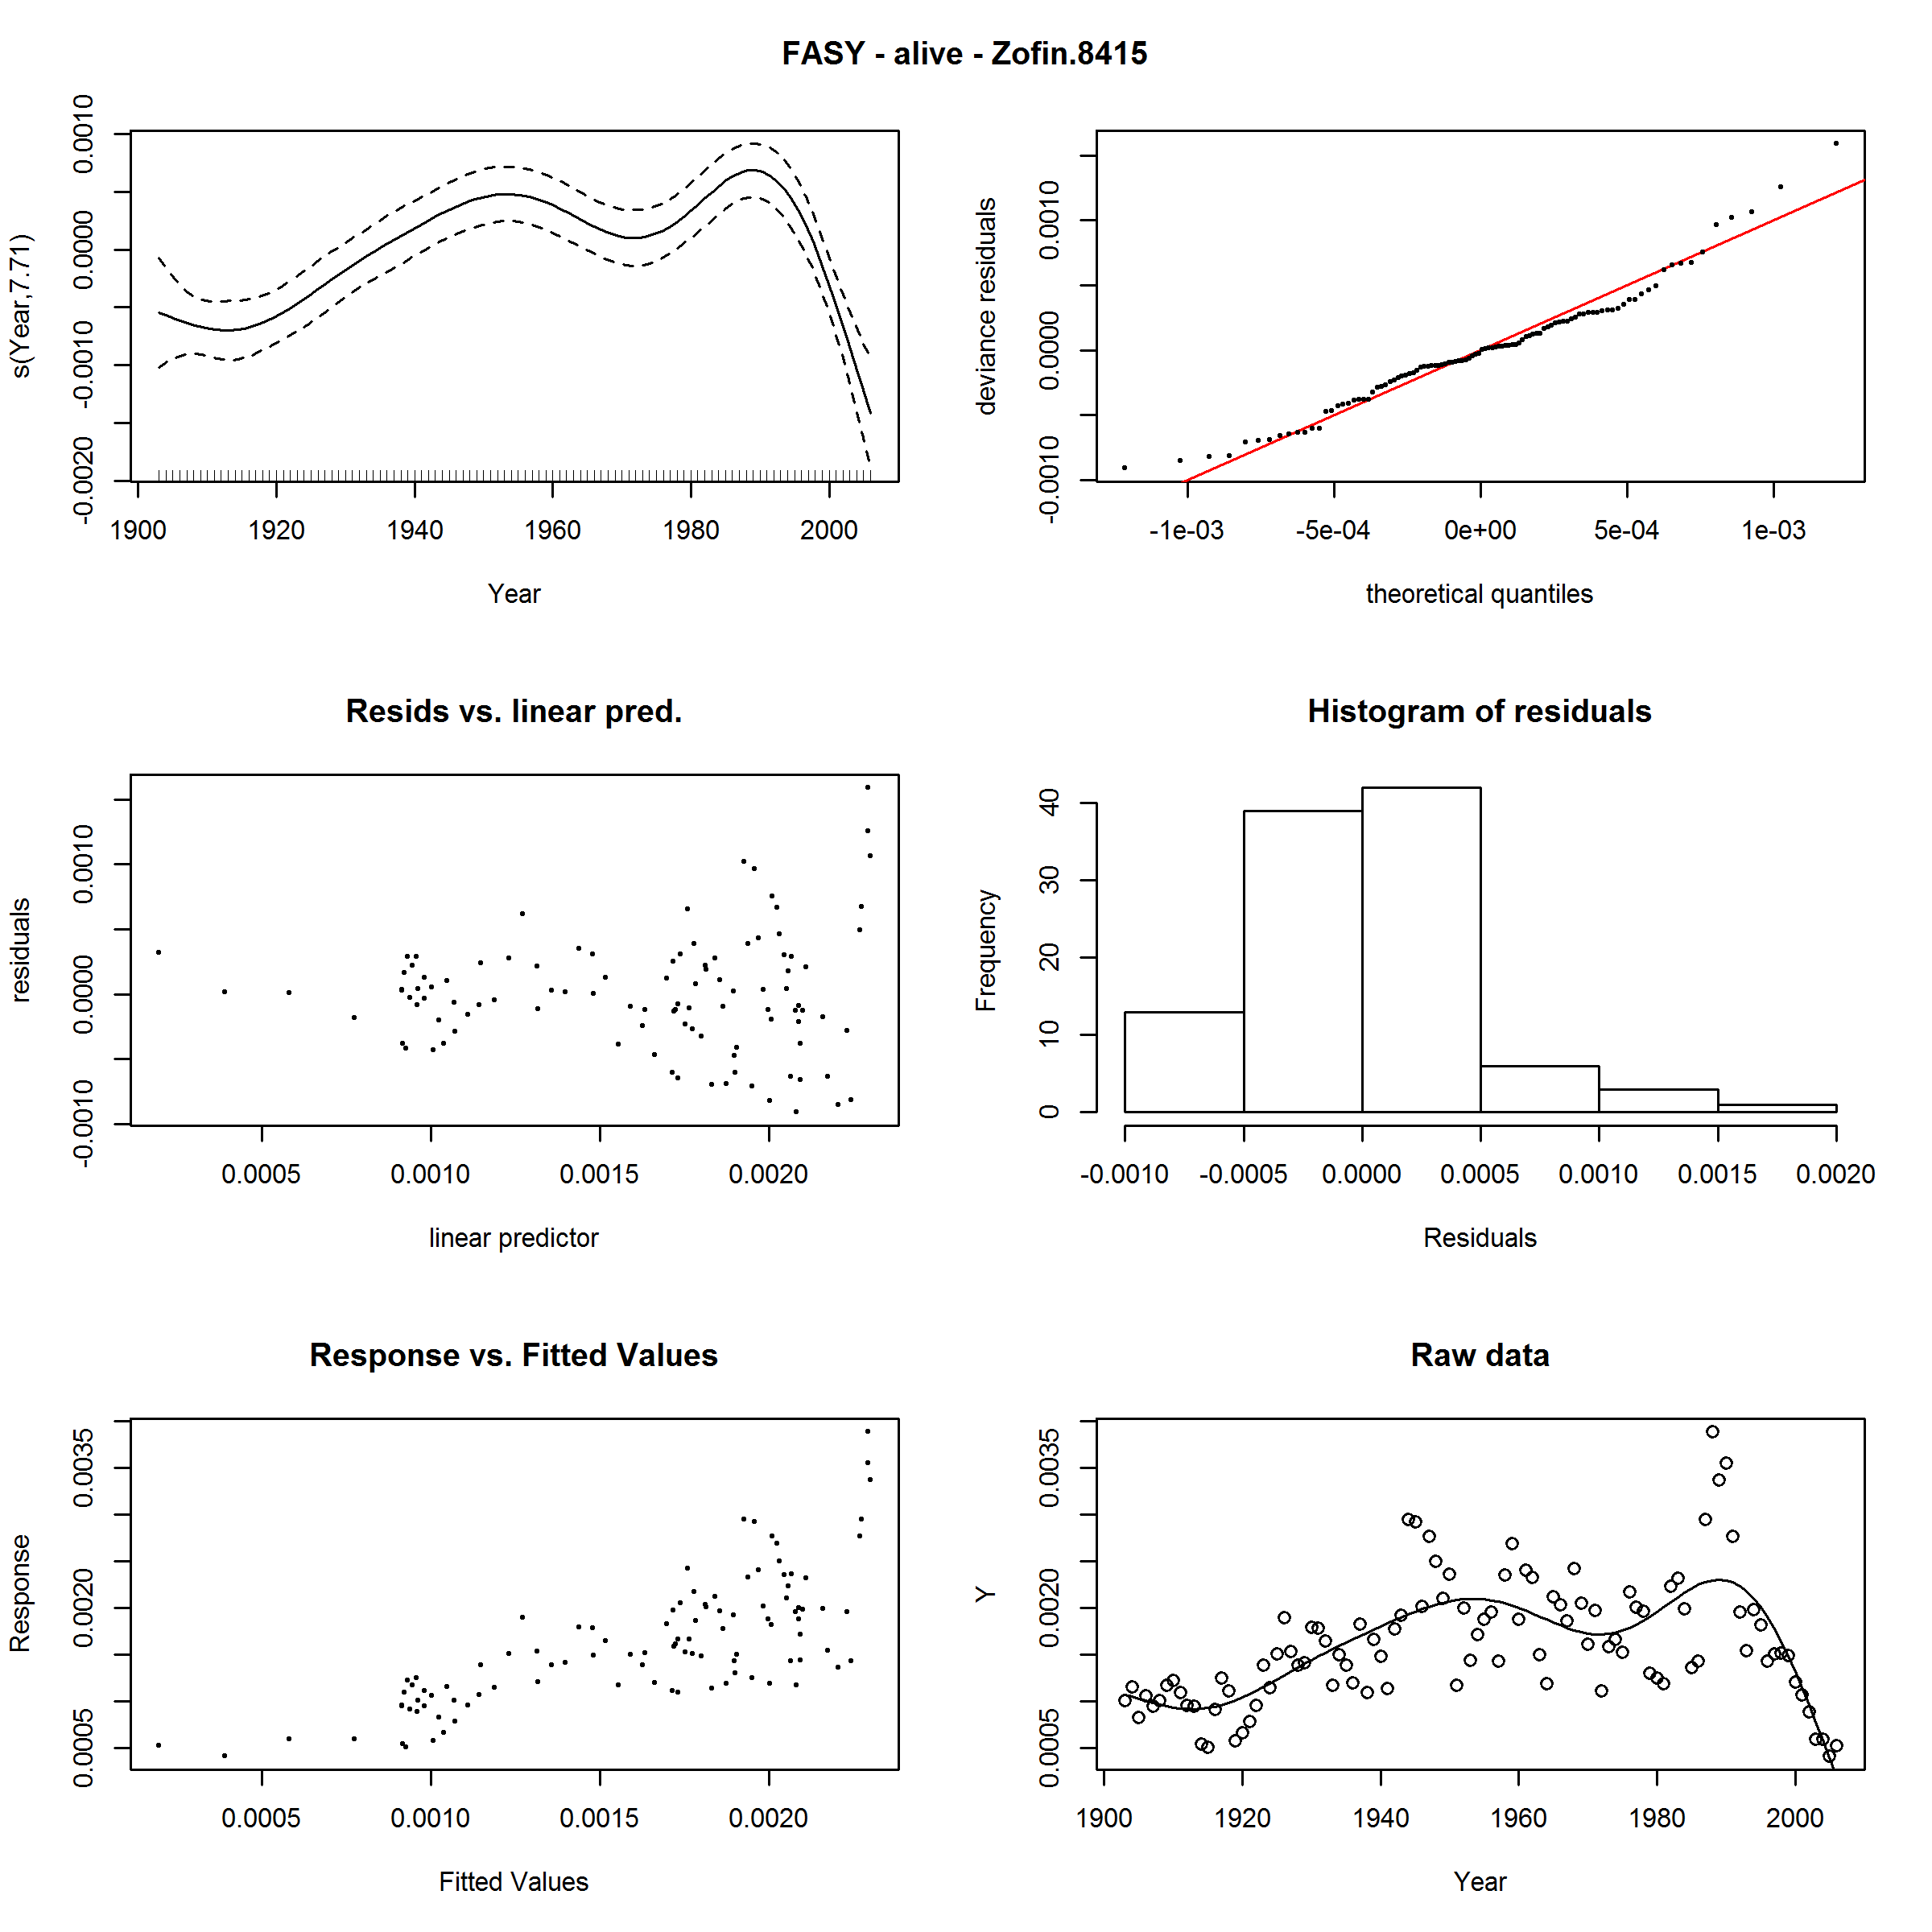 FASY - alive - Zofin.8415
s(Year,7.71)
-0.0020 -0.0010 0.0000 0.0010
1900 1920 1940 1960 1980 2000
Year
deviance residuals
-0.0010 0.0000 0.0010
-1e-03 -5e-04 0e+00 5e-04 1e-03
theoretical quantiles
Resids vs. linear pred.
residuals
-0.0010 0.0000 0.0010
0.0005 0.0010 0.0015 0.0020
linear predictor
Histogram of residuals
Frequency
0 10 20 30 40
-0.0010 -0.0005 0.0000 0.0005 0.0010 0.0015 0.0020
Residuals
Response vs. Fitted Values
Response
0.0005 0.0020 0.0035
0.0005 0.0010 0.0015 0.0020
Fitted Values
Raw data
Y
0.0005 0.0020 0.0035
1900 1920 1940 1960 1980 2000
Year